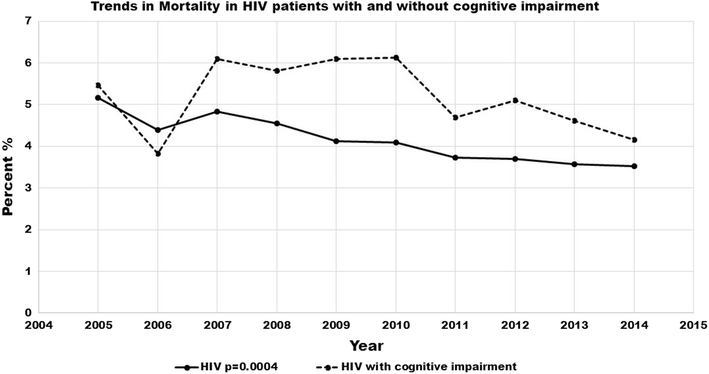 Trends in Mortality in HIV patients with and without cognitive impairment
7
6
5
4
3
2
1
0
Percent %
2004 2005 2006 2007 2008 2009 2010 2011 2012 2013 2014 2015
Year
HIV p=0.0004 HIV with cognitive impairment